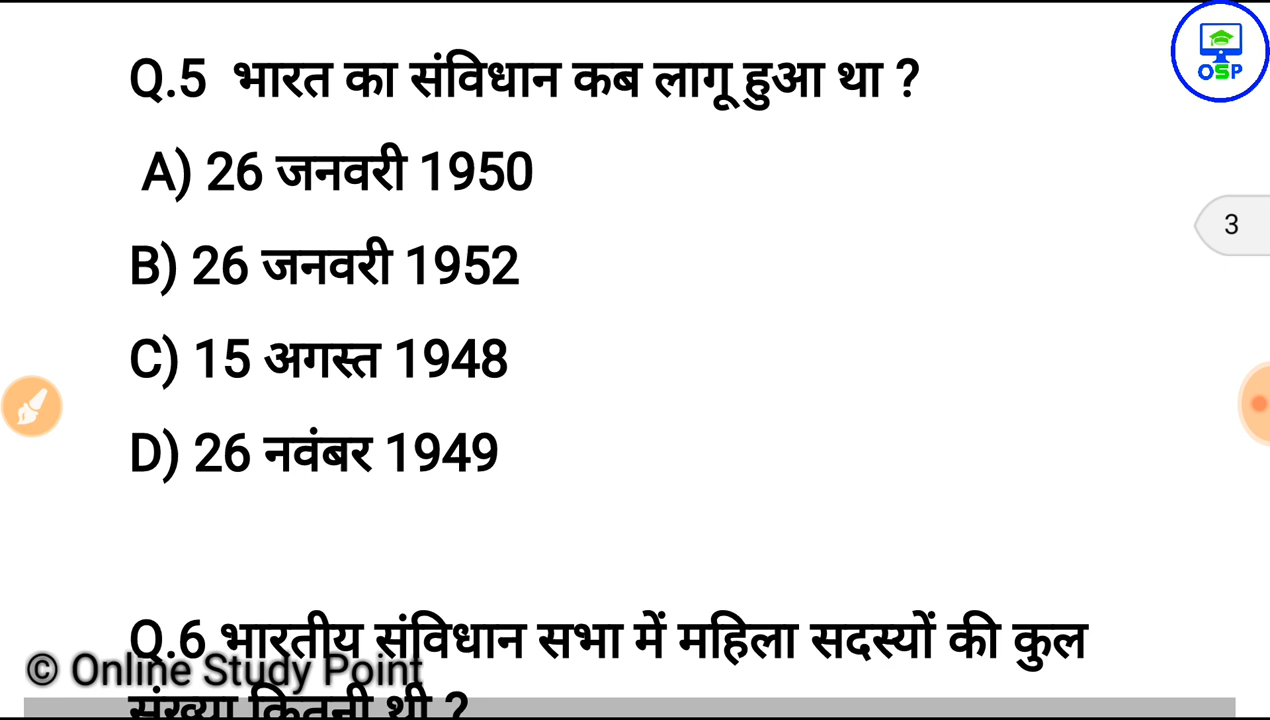 OSP
Q.5 भारत का संविधान कब लागू हुआ था ?
A) 26 जनवरी 1950
3
B) 26 जनवरी 1952
C) 15 अगस्त 1948
D) 26 नवंबर 1949
Q.6 भारतीय संविधान सभा में महिला सदस्यों की कुल
© Online Study Point
संख्या कितनी थी ?